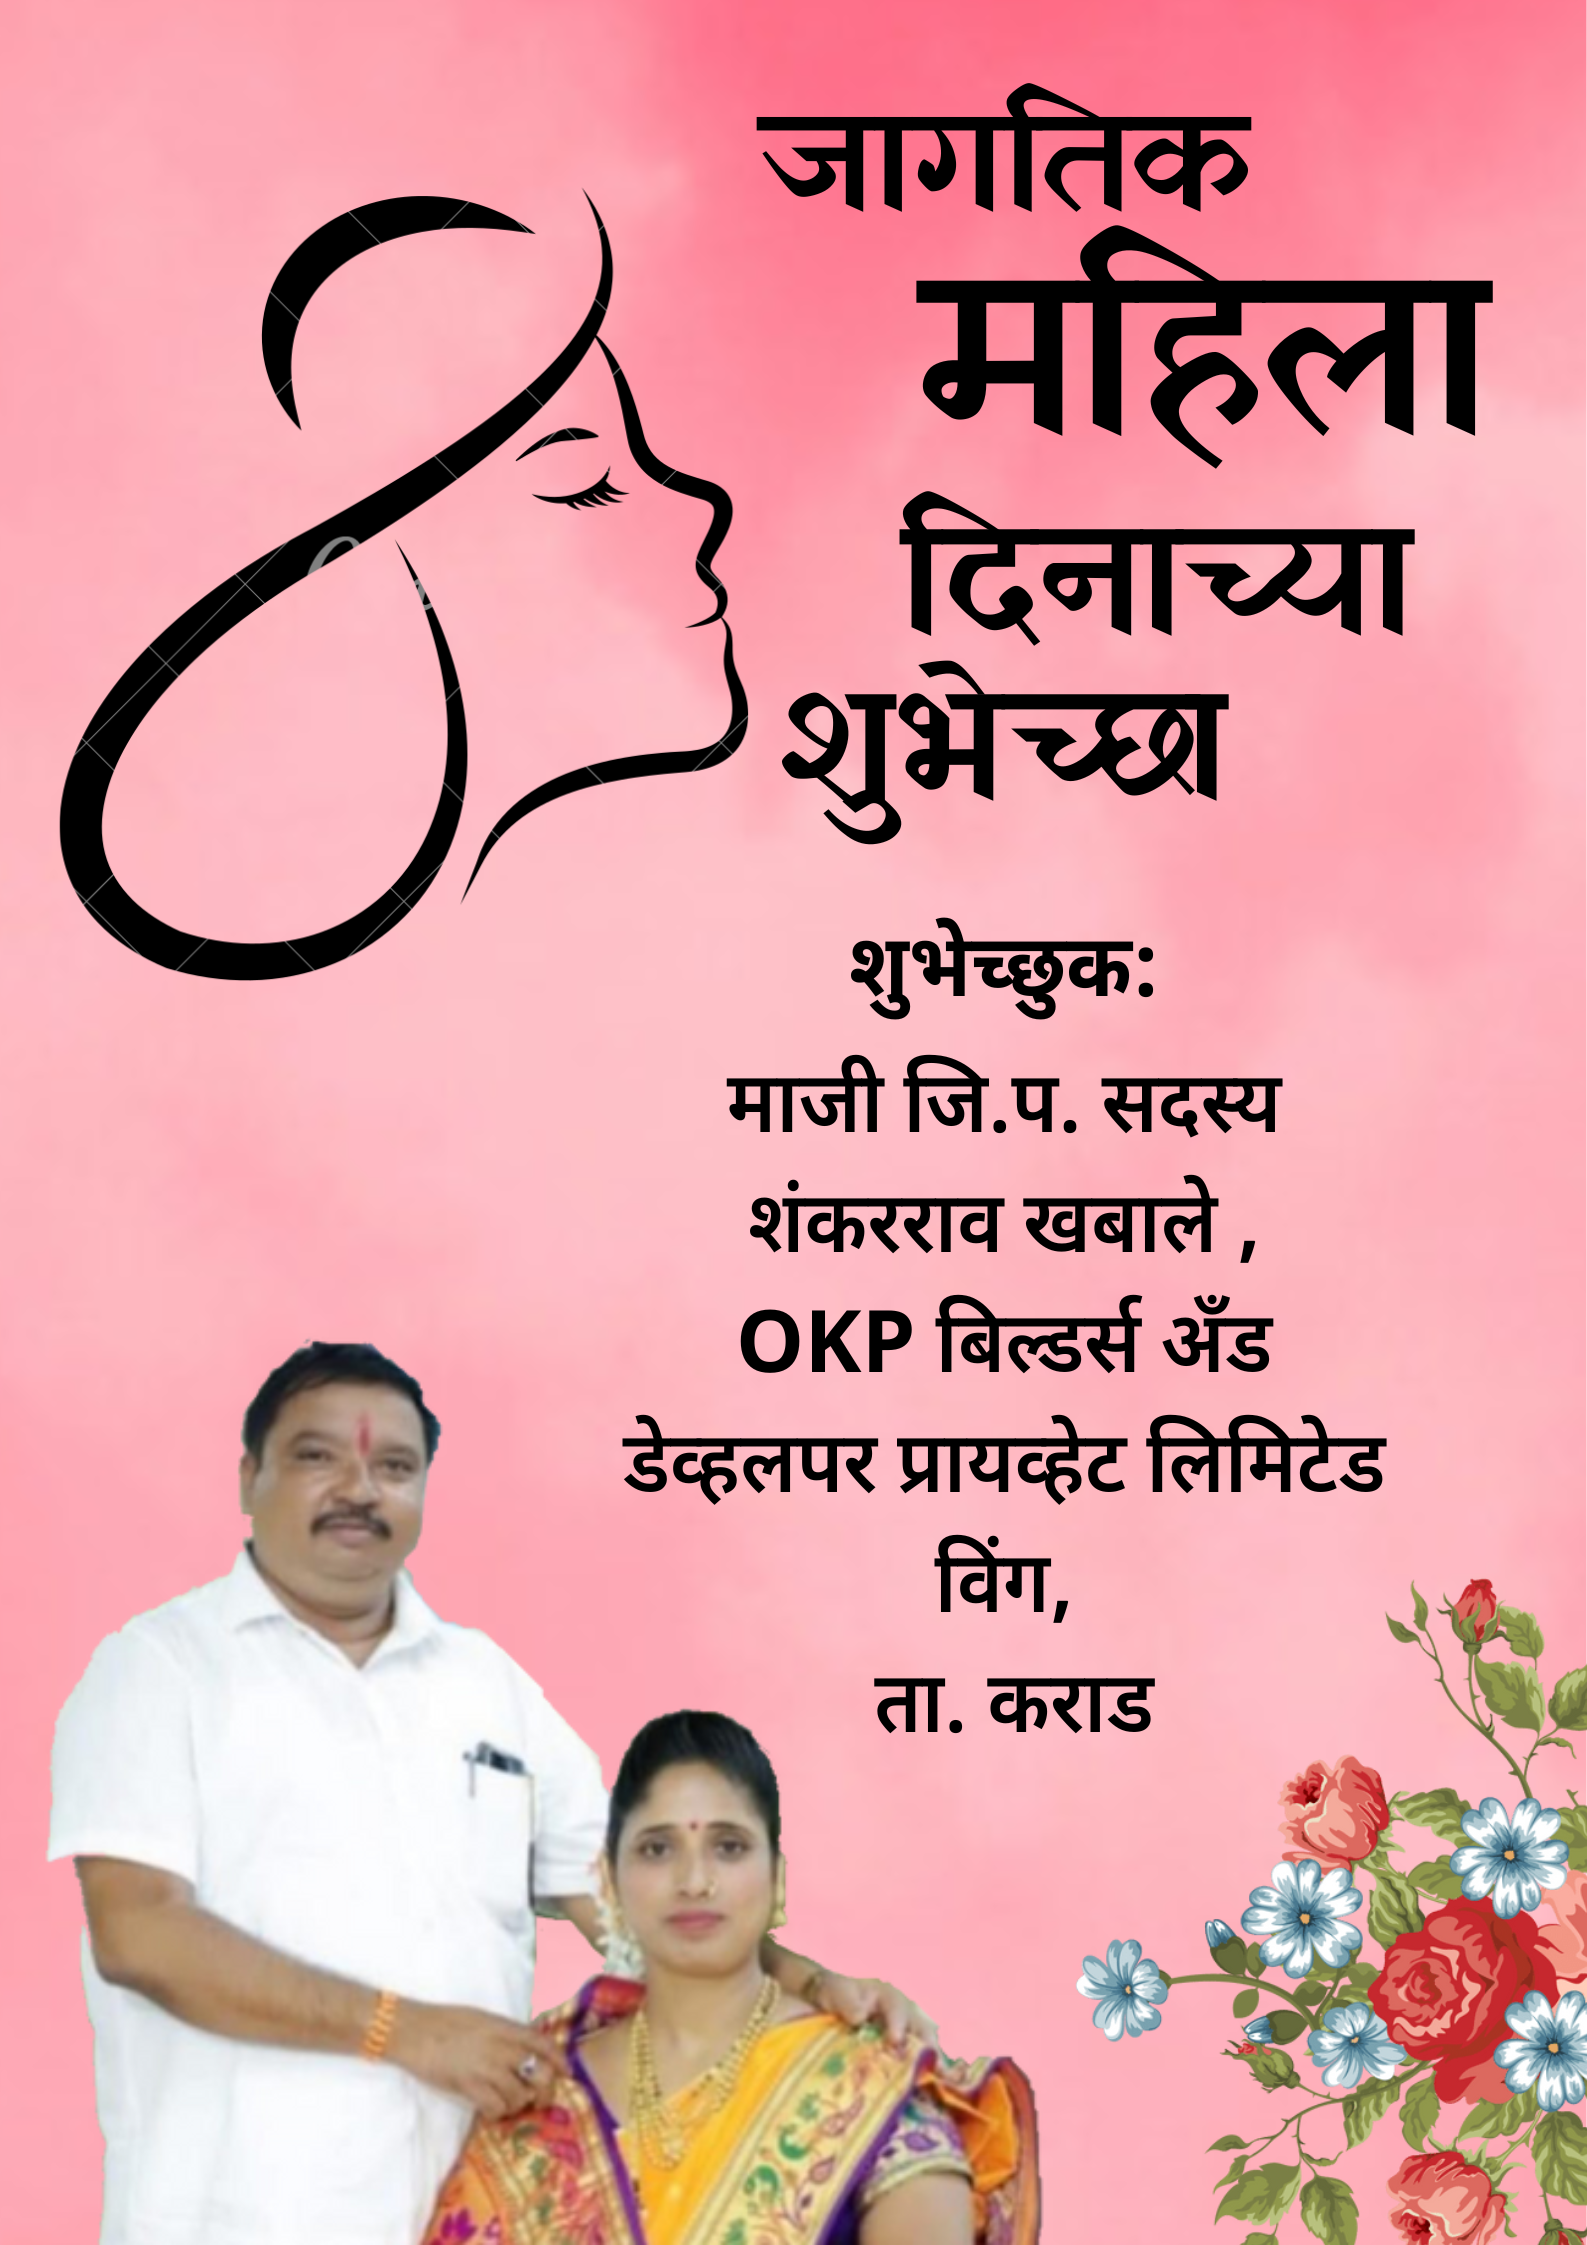 जागतिक
महिला
दिनाच्या
शुभेच्छा
शुभेच्छुक:
माजी जि.प. सदस्य
शंकरराव खबाले ,
OKP बिल्डर्स अँड
डेव्हलपर प्रायव्हेट लिमिटेड
विंग,
ता. कराड